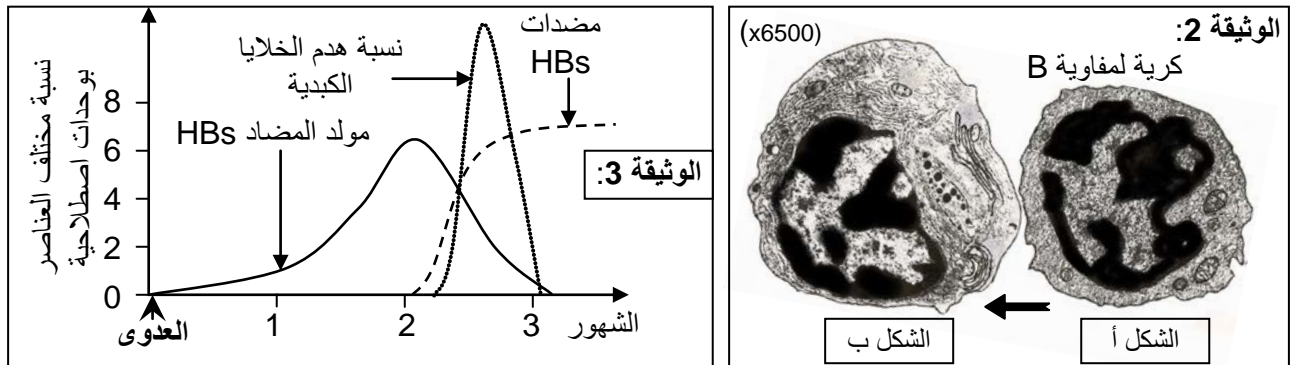 الوثيقة 2:
(x6500)
كرية لمفاوية B
الشكل أ
الشكل ب
مضدات
HBs
نسبة هدم الخلايا
الكبدية
مولد المضاد HBs
الوثيقة 3:
نسبة مختلف العناصر
بوحدات اصطلاحية
8
6
4
2
0
1 2 3 الشهور
العدوى